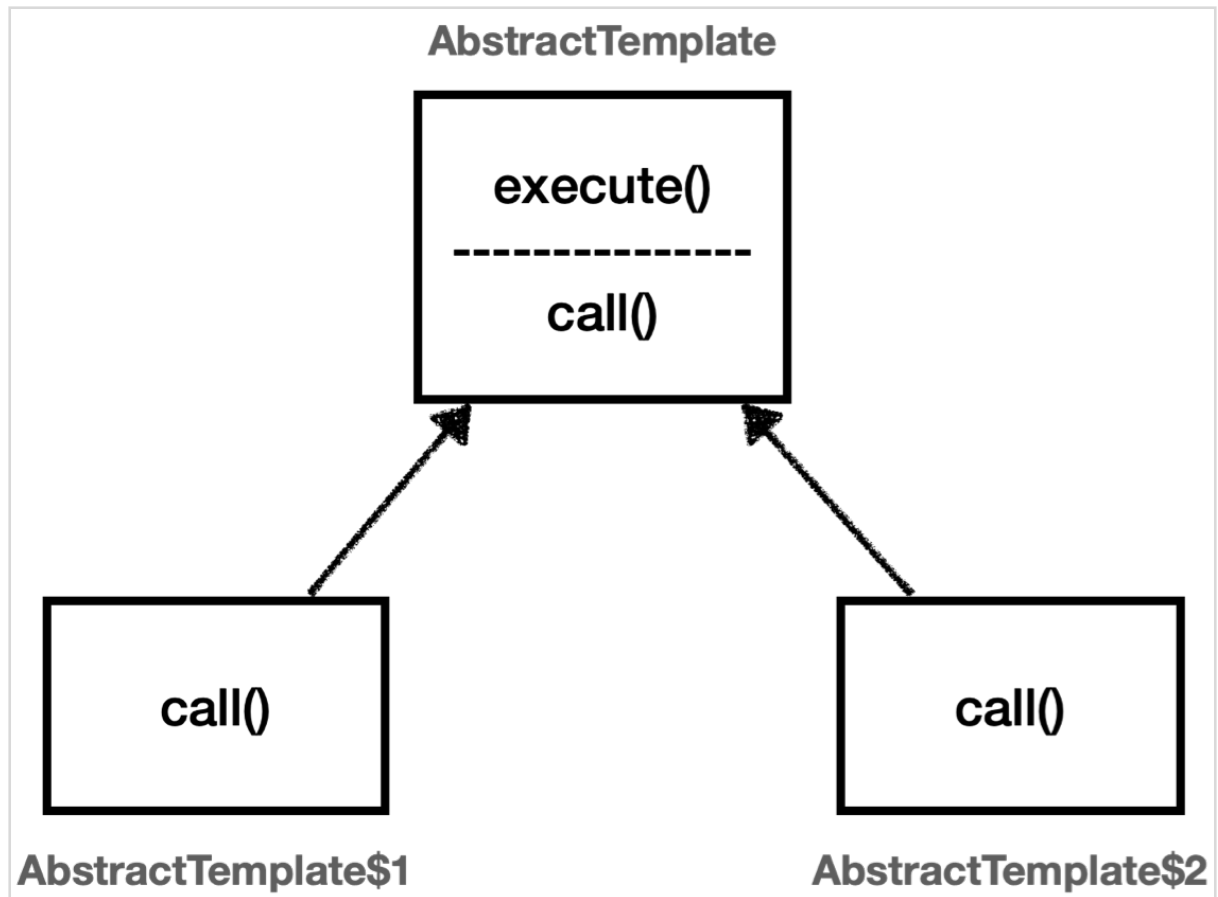 AbstractTemplate
execute()
---------------
call()
call()
call()
AbstractTemplate$1
AbstractTemplate$2